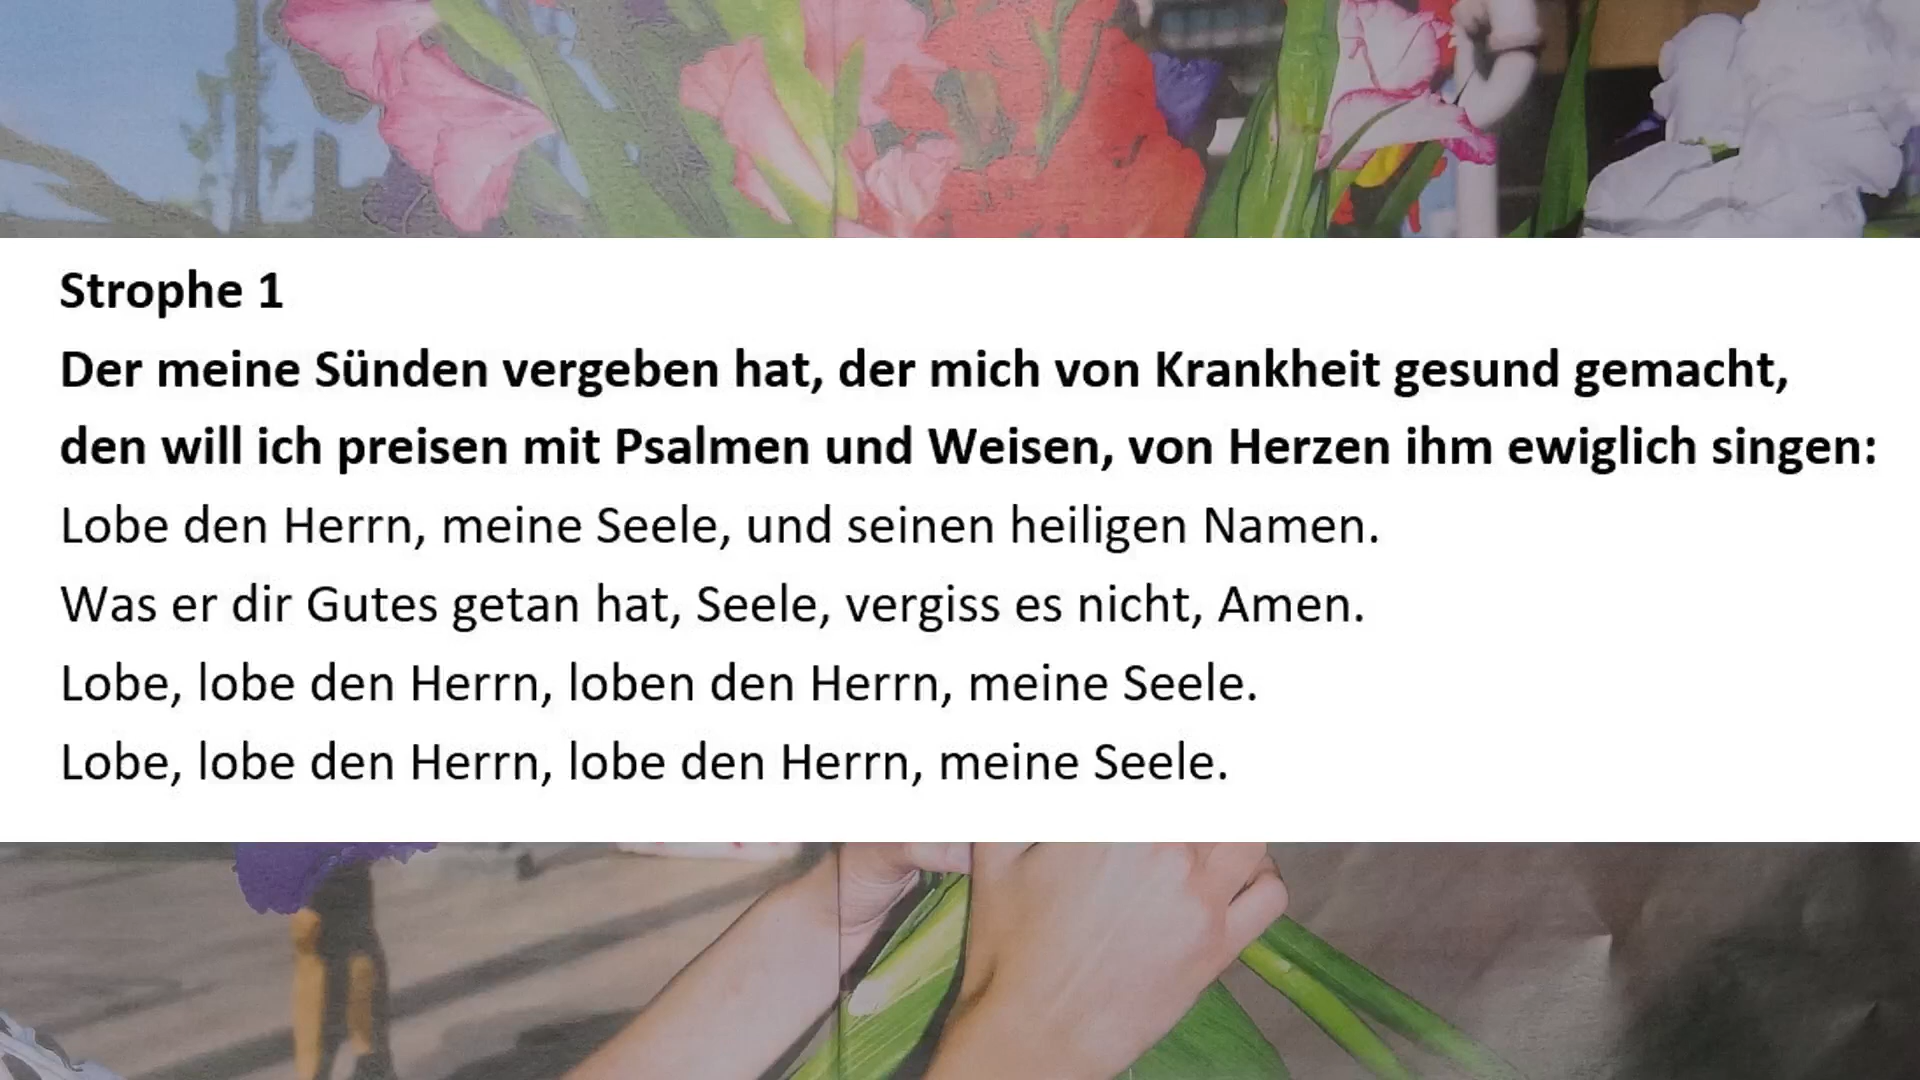 Strophe 1
Der meine Sünden vergeben hat, der mich von Krankheit gesund gemacht,
den will ich preisen mit Psalmen und Weisen, von Herzen ihm ewiglich singen:
Lobe den Herrn, meine Seele, und seinen heiligen Namen.
Was er dir Gutes getan hat, Seele, vergiss es nicht, Amen.
Lobe, lobe den Herrn, loben den Herrn, meine Seele.
Lobe, lobe den Herrn, lobe den Herrn, meine Seele.